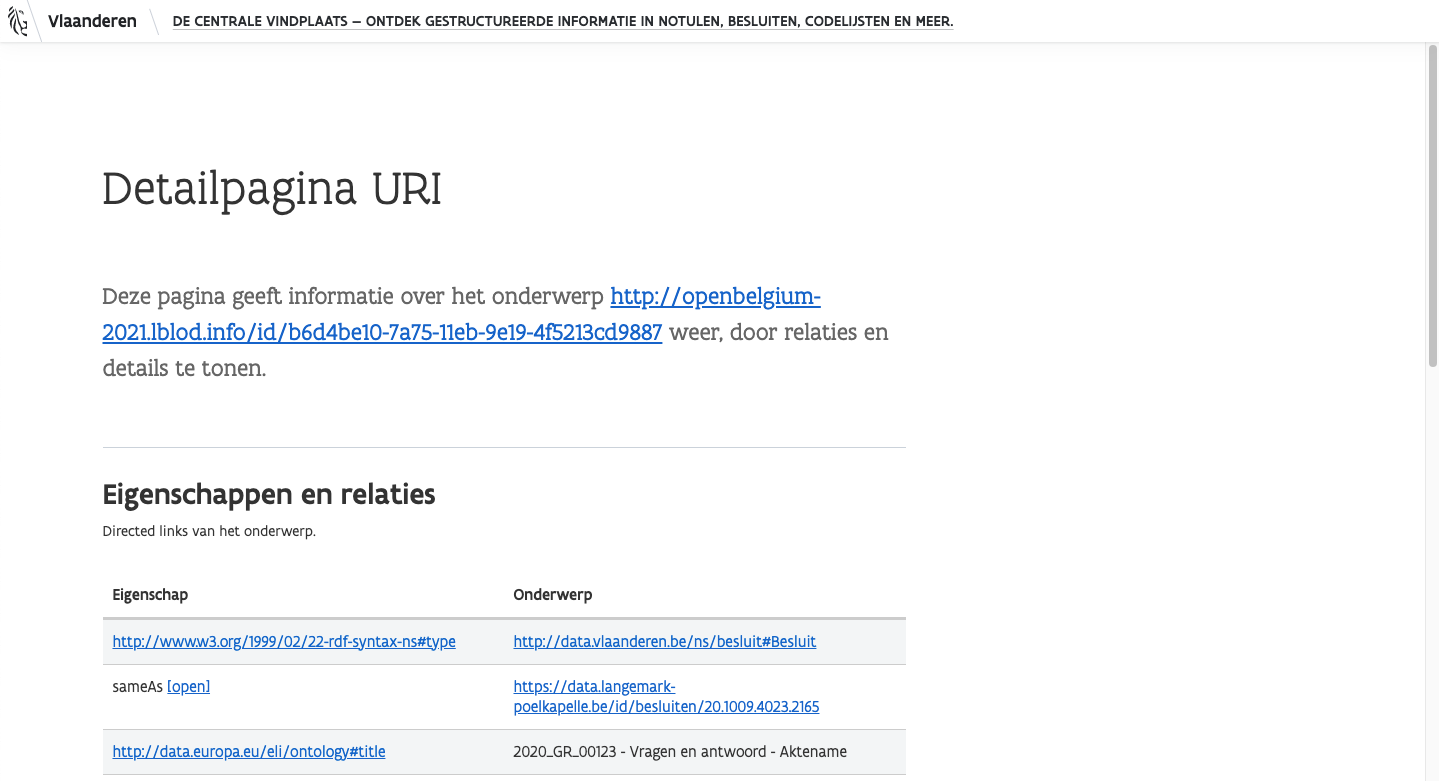 Vlaanderen
DE CENTRALE VINDPLAATS – ONTDEK GESTRUCTUREERDE INFORMATIE IN NOTULEN, BESLUITEN, CODELIJSTEN EN MEER.
Detailpagina URI
Deze pagina geeft informatie over het onderwerp http://openbelgium-
2021.lblod.info/id/b6d4be10-7a75-11eb-9e19-4f5213cd9887 weer, door relaties en
details te tonen.
Eigenschappen en relaties
Directed links van het onderwerp.
Eigenschap Onderwerp
http://www.w3.org/1999/02/22-rdf-syntax-ns#type http://data.vlaanderen.be/ns/besluit#Besluit
sameAs [open] https://data.langemark-
poelkapelle.be/id/besluiten/20.1009.4023.2165
http://data.europa.eu/eli/ontology#title 2020_GR_00123 - Vragen en antwoord - Aktename